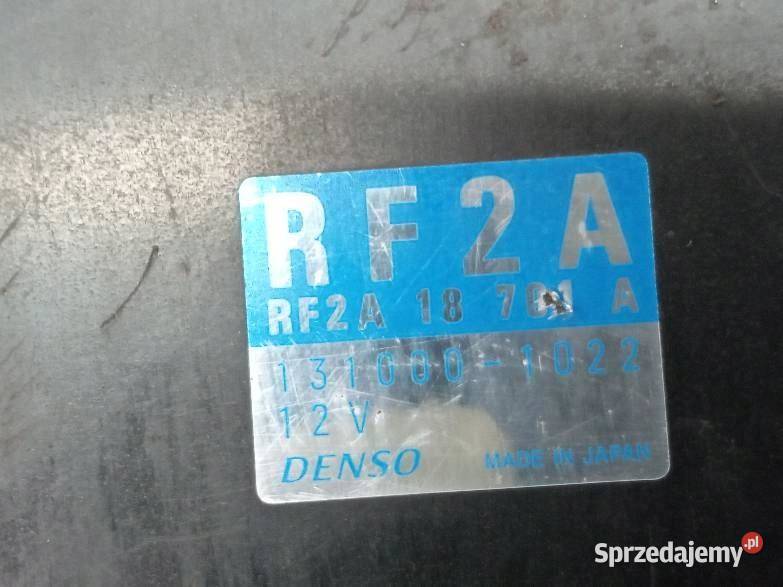 RF2A
RF2A 18 701 A
131000-1022
12V
DENSO MADE IN JAPAN
Sprzedajemy.pl